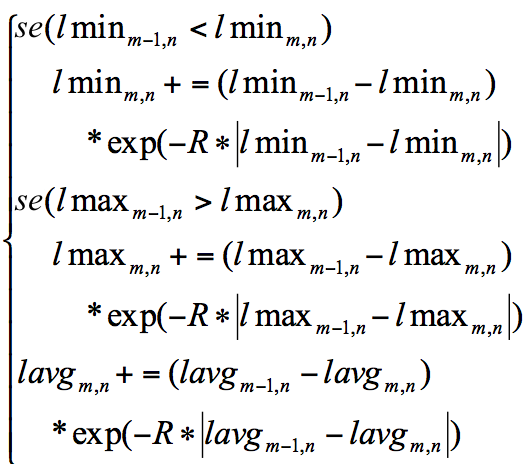 se(l min_{m-1,n} < l min_{m,n})
l min_{m,n} + = (l min_{m-1,n} − l min_{m,n})
* exp(−R * |l min_{m-1,n} − l min_{m,n}|)
se(l max_{m-1,n} > l max_{m,n})
l max_{m,n} + = (l max_{m-1,n} − l max_{m,n})
* exp(−R * |l max_{m-1,n} − l max_{m,n}|)
lavg_{m,n} + = (lavg_{m-1,n} − lavg_{m,n})
* exp(−R * |lavg_{m-1,n} − lavg_{m,n}|)